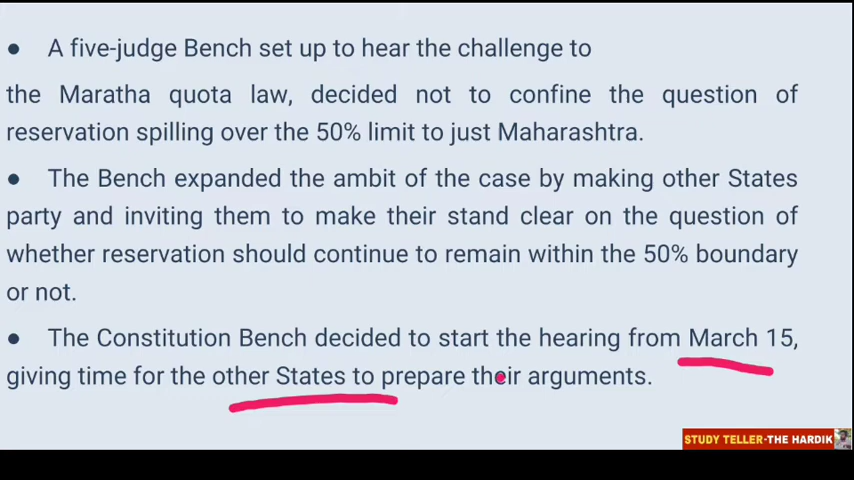 ● A five-judge Bench set up to hear the challenge to
the Maratha quota law, decided not to confine the question of
reservation spilling over the 50% limit to just Maharashtra.
● The Bench expanded the ambit of the case by making other States
party and inviting them to make their stand clear on the question of
whether reservation should continue to remain within the 50% boundary
or not.
● The Constitution Bench decided to start the hearing from March 15,
giving time for the other States to prepare their arguments.
STUDY TELLER-THE HARDIK